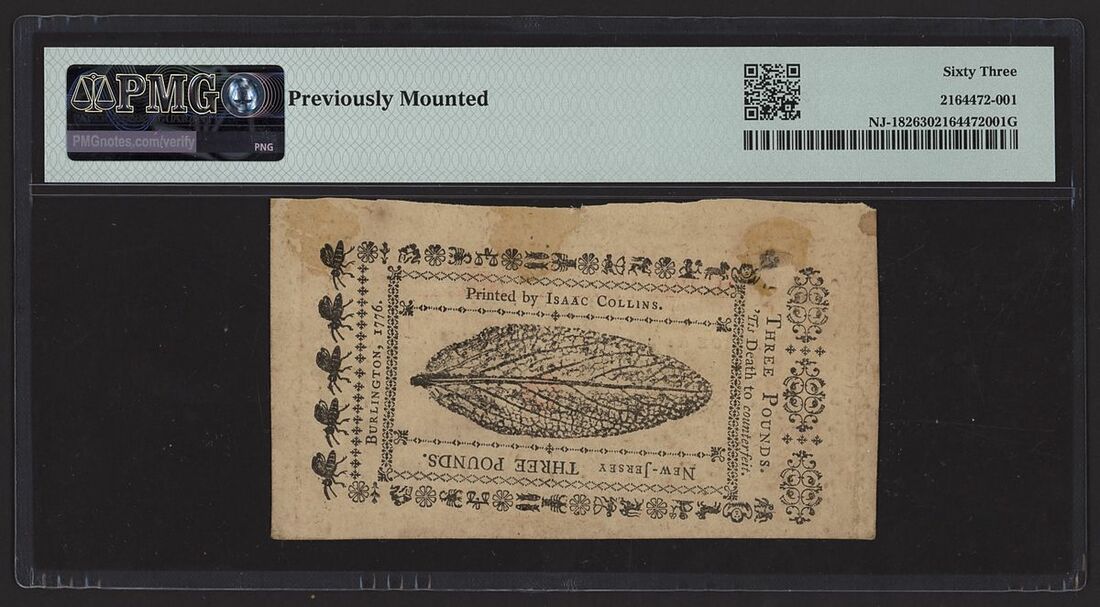 PMG
PMGnotes.com/verify
PNG
Previously Mounted
Sixty Three
2164472-001
NJ-1826302164472001G
Printed by ISAAC COLLINS.
BURLINGTON, 1776.
NEW-JERSEY THREE POUNDS.
THREE POUNDS.
'Tis Death to counterfeit.